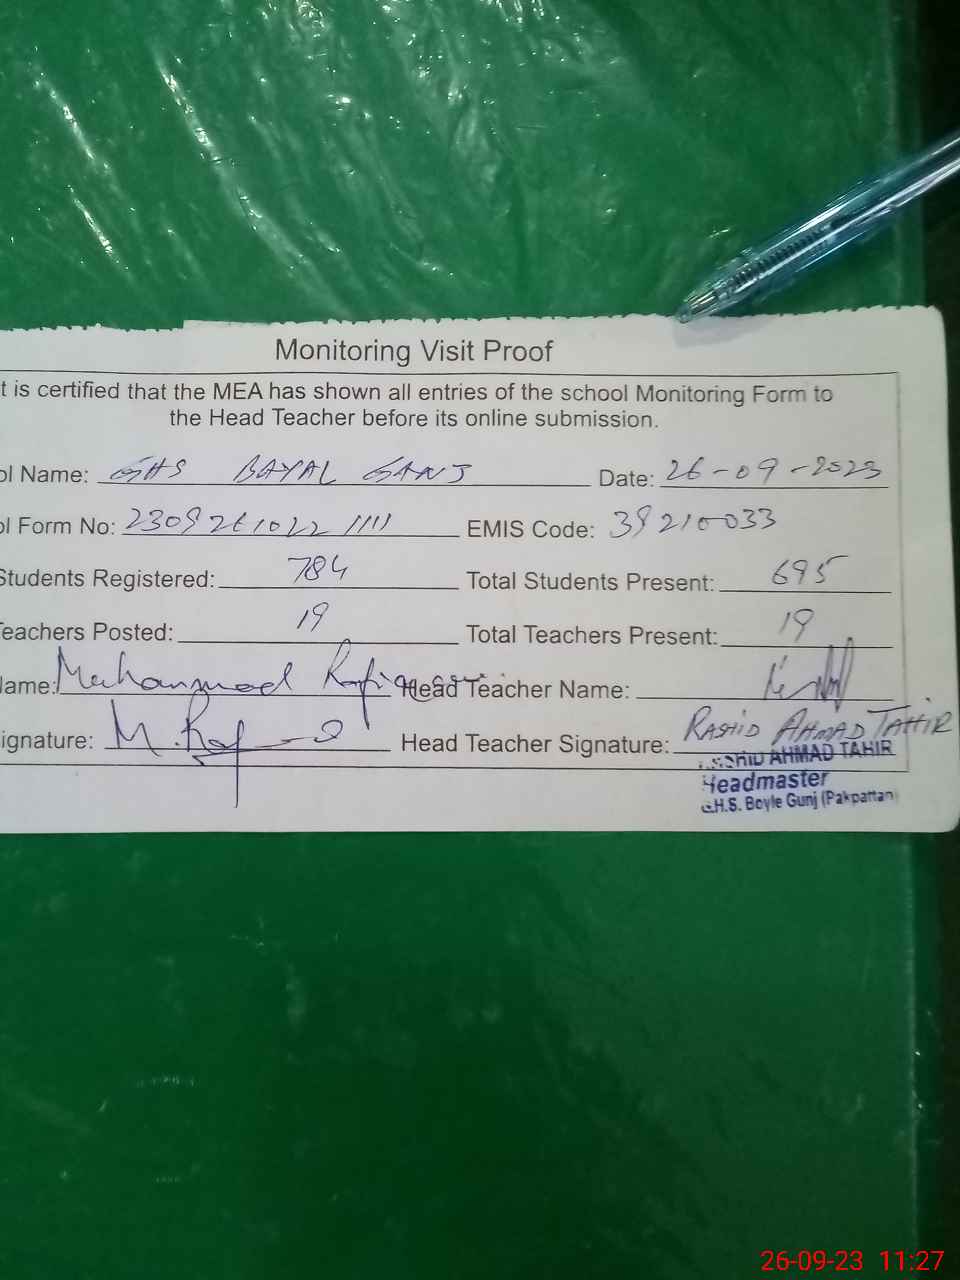 Monitoring Visit Proof
t is certified that the MEA has shown all entries of the school Monitoring Form to
the Head Teacher before its online submission.
ol Name: GHS BAYAL GANJ Date: 26-09-2023
ol Form No: 2309261022 1111 EMIS Code: 39210033
Students Registered: 784 Total Students Present: 695
Teachers Posted: 19 Total Teachers Present: 19
lame: Muhammad Head Teacher Name:
ignature: M. Head Teacher Signature: RASHID AHMAD TAHIR
SHID AHMAD TAHIR
Headmaster
G.H.S. Boyle Gunj (Pakpattan)
26-09-23 11:27